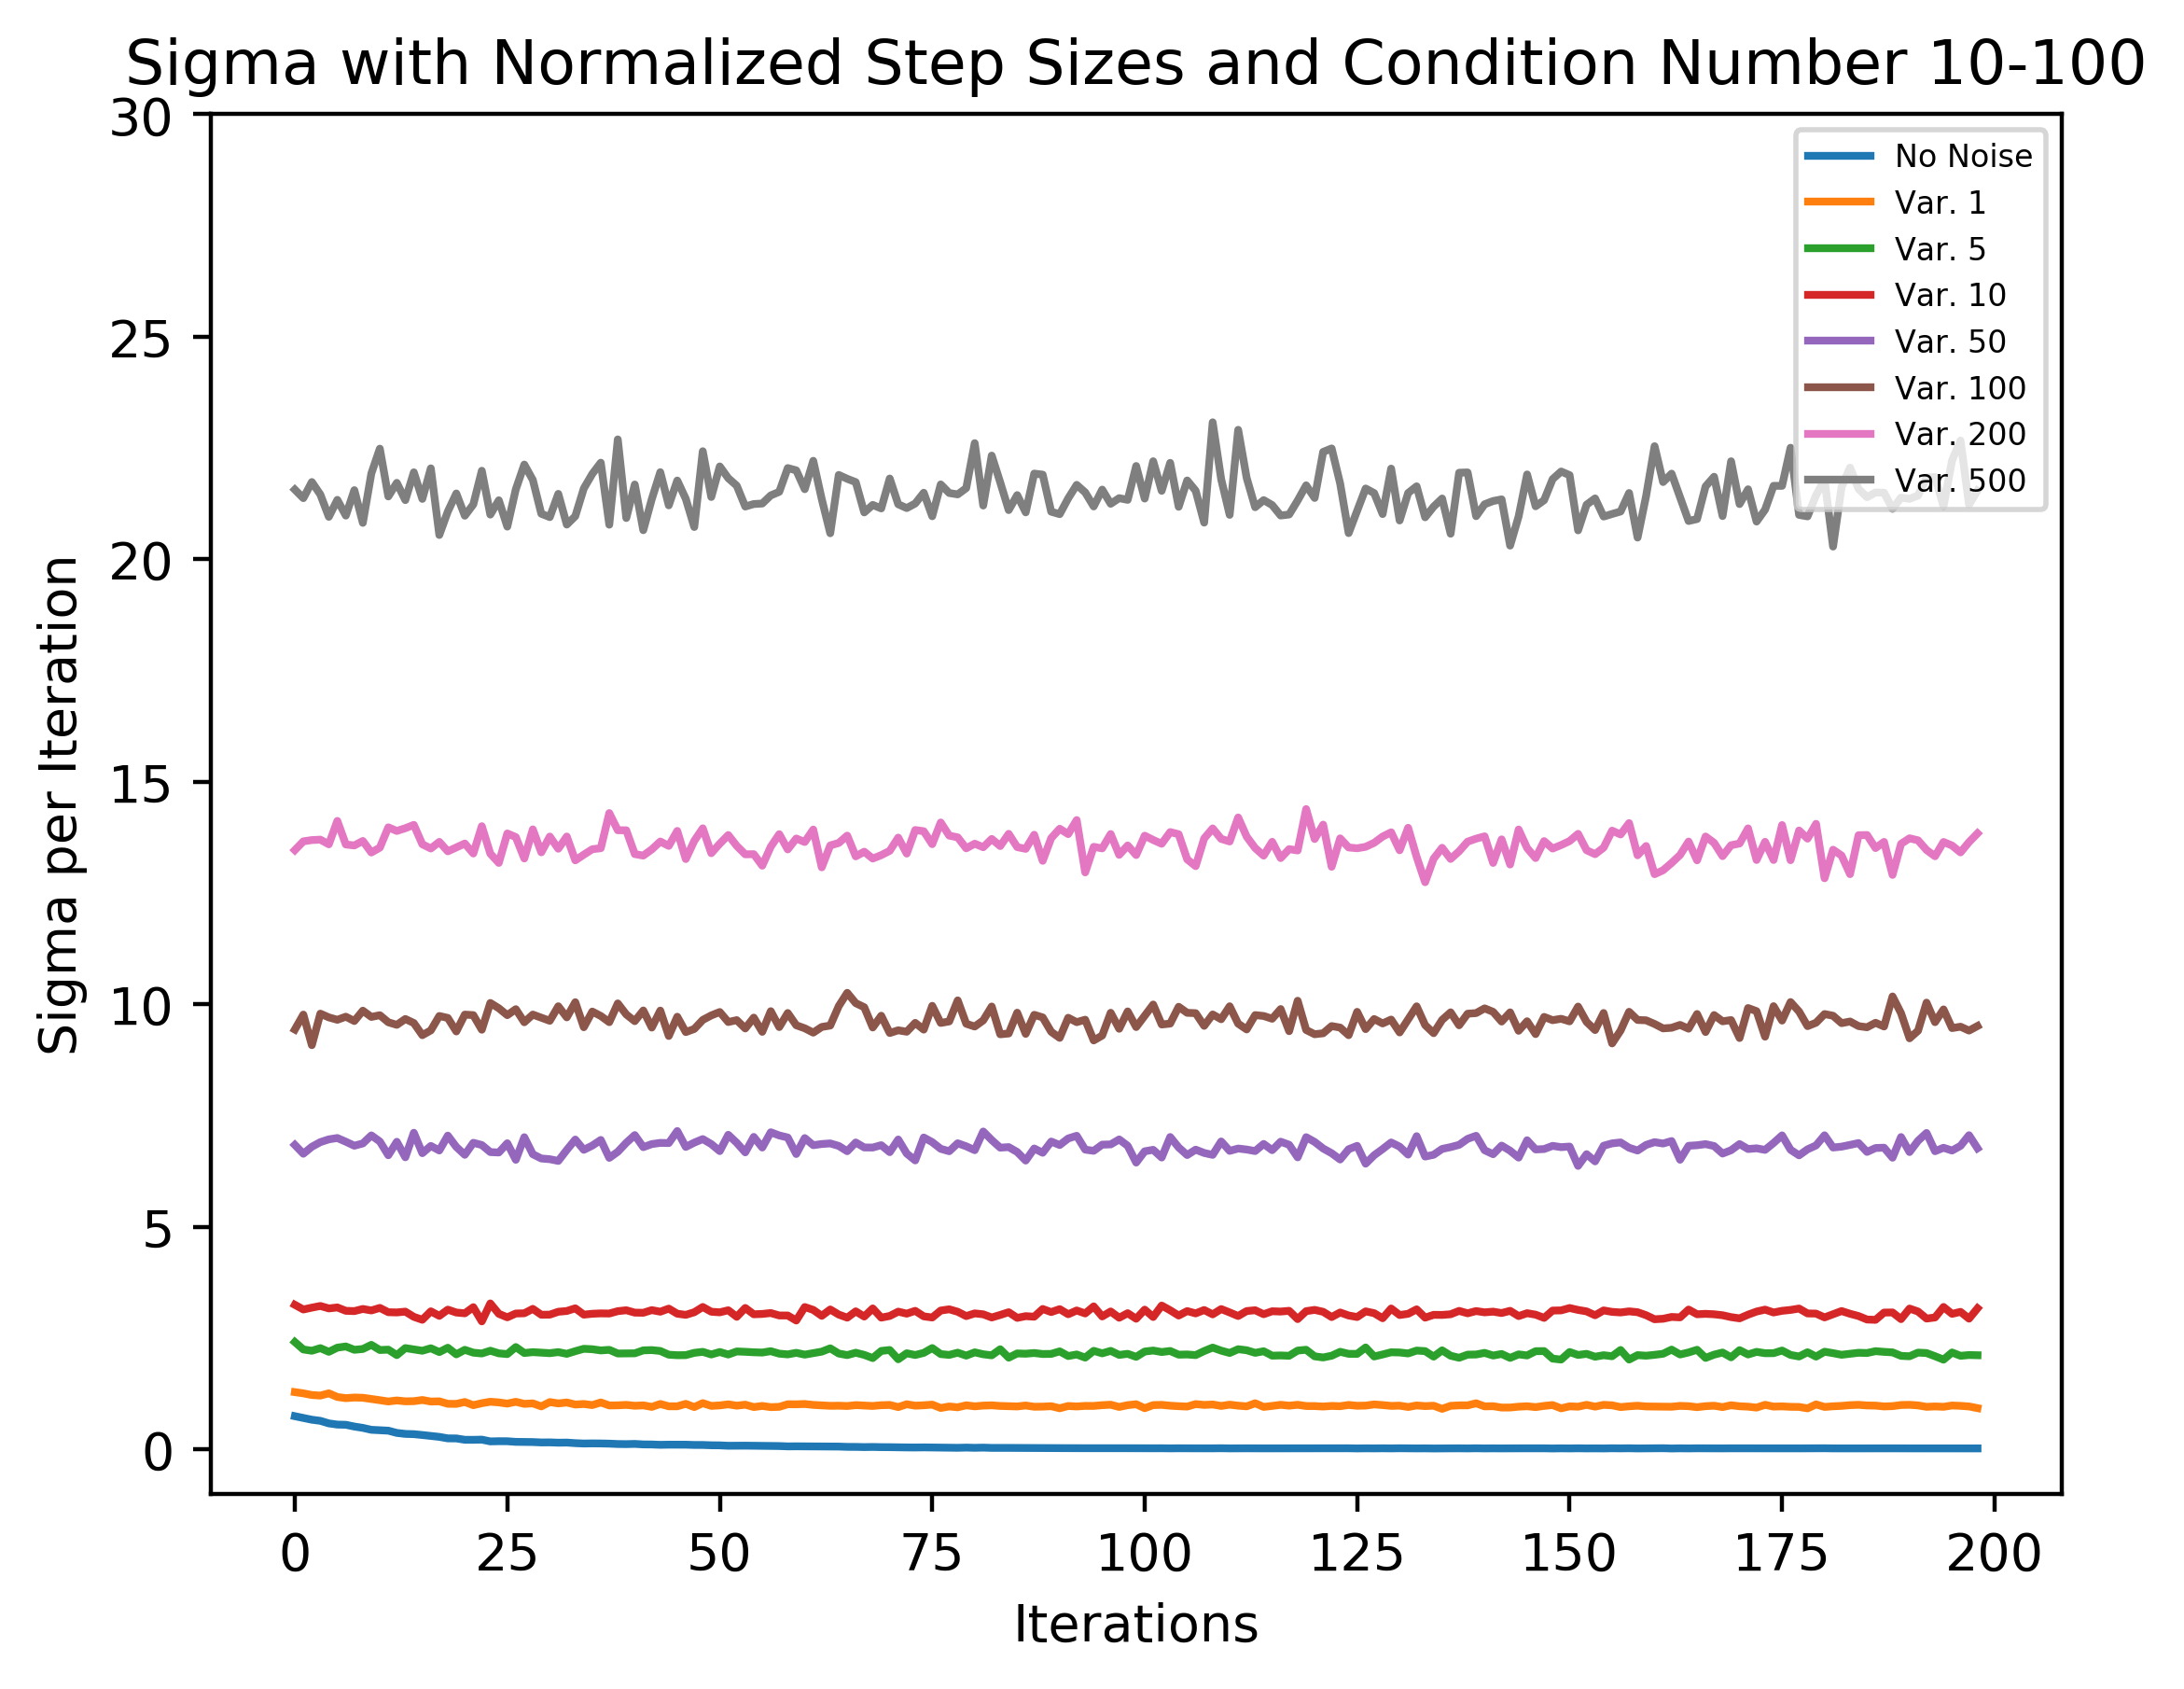 Sigma with Normalized Step Sizes and Condition Number 10-100
30
25
20
15
10
5
0
Sigma per Iteration
No Noise
Var. 1
Var. 5
Var. 10
Var. 50
Var. 100
Var. 200
Var. 500
0 25 50 75 100 125 150 175 200
Iterations